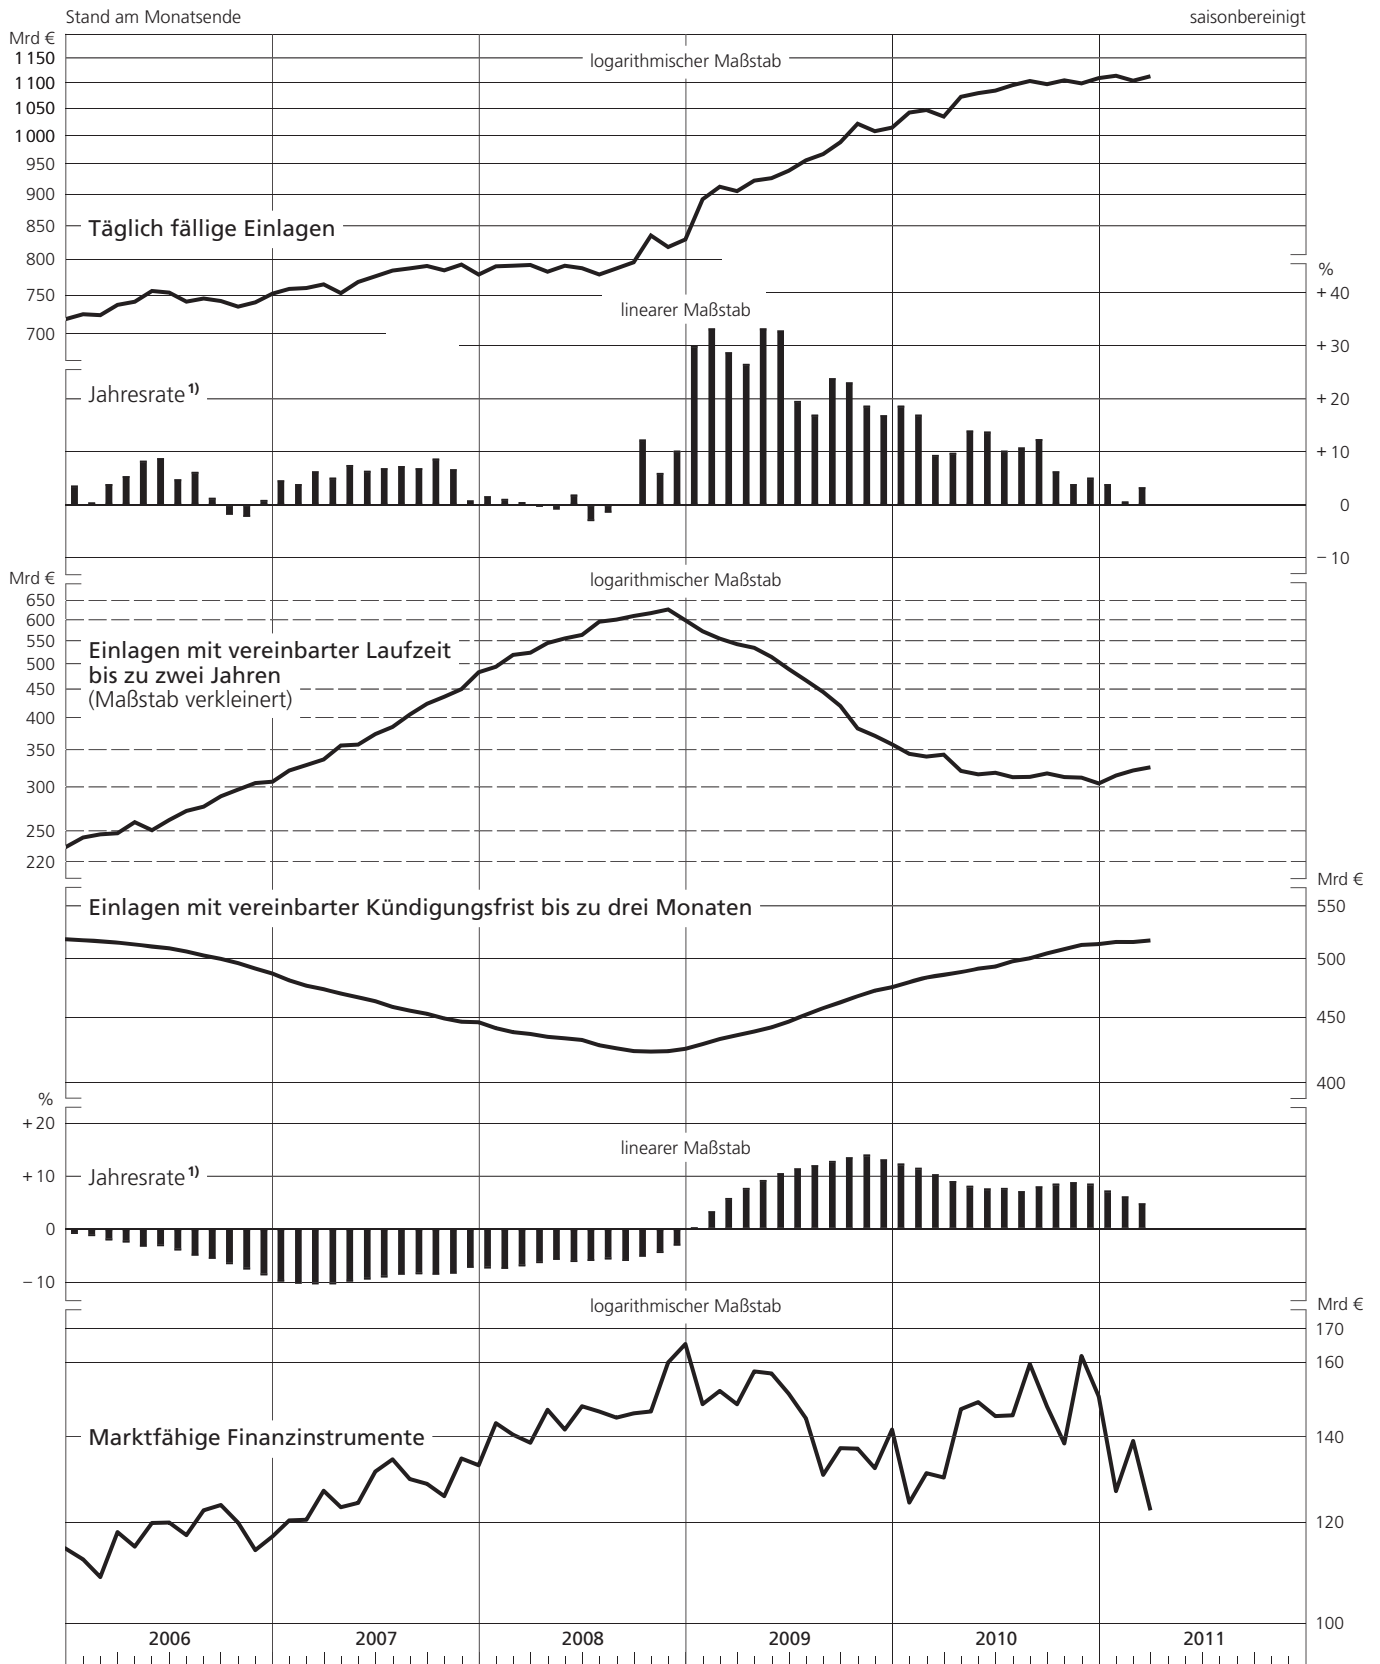 Stand am Monatsende
saisonbereinigt
Mrd €
1 150
1 100
1 050
1 000
950
900
850
800
750
700
logarithmischer Maßstab
Täglich fällige Einlagen
%
+ 40
+ 30
+ 20
+ 10
0
– 10
linearer Maßstab
Jahresrate 1)
Mrd €
650
600
550
500
450
400
350
300
250
220
logarithmischer Maßstab
Einlagen mit vereinbarter Laufzeit
bis zu zwei Jahren
(Maßstab verkleinert)
Mrd €
550
500
450
400
Einlagen mit vereinbarter Kündigungsfrist bis zu drei Monaten
%
+ 20
+ 10
0
– 10
linearer Maßstab
Jahresrate 1)
logarithmischer Maßstab
Mrd €
170
160
140
120
100
Marktfähige Finanzinstrumente
2006 2007 2008 2009 2010 2011